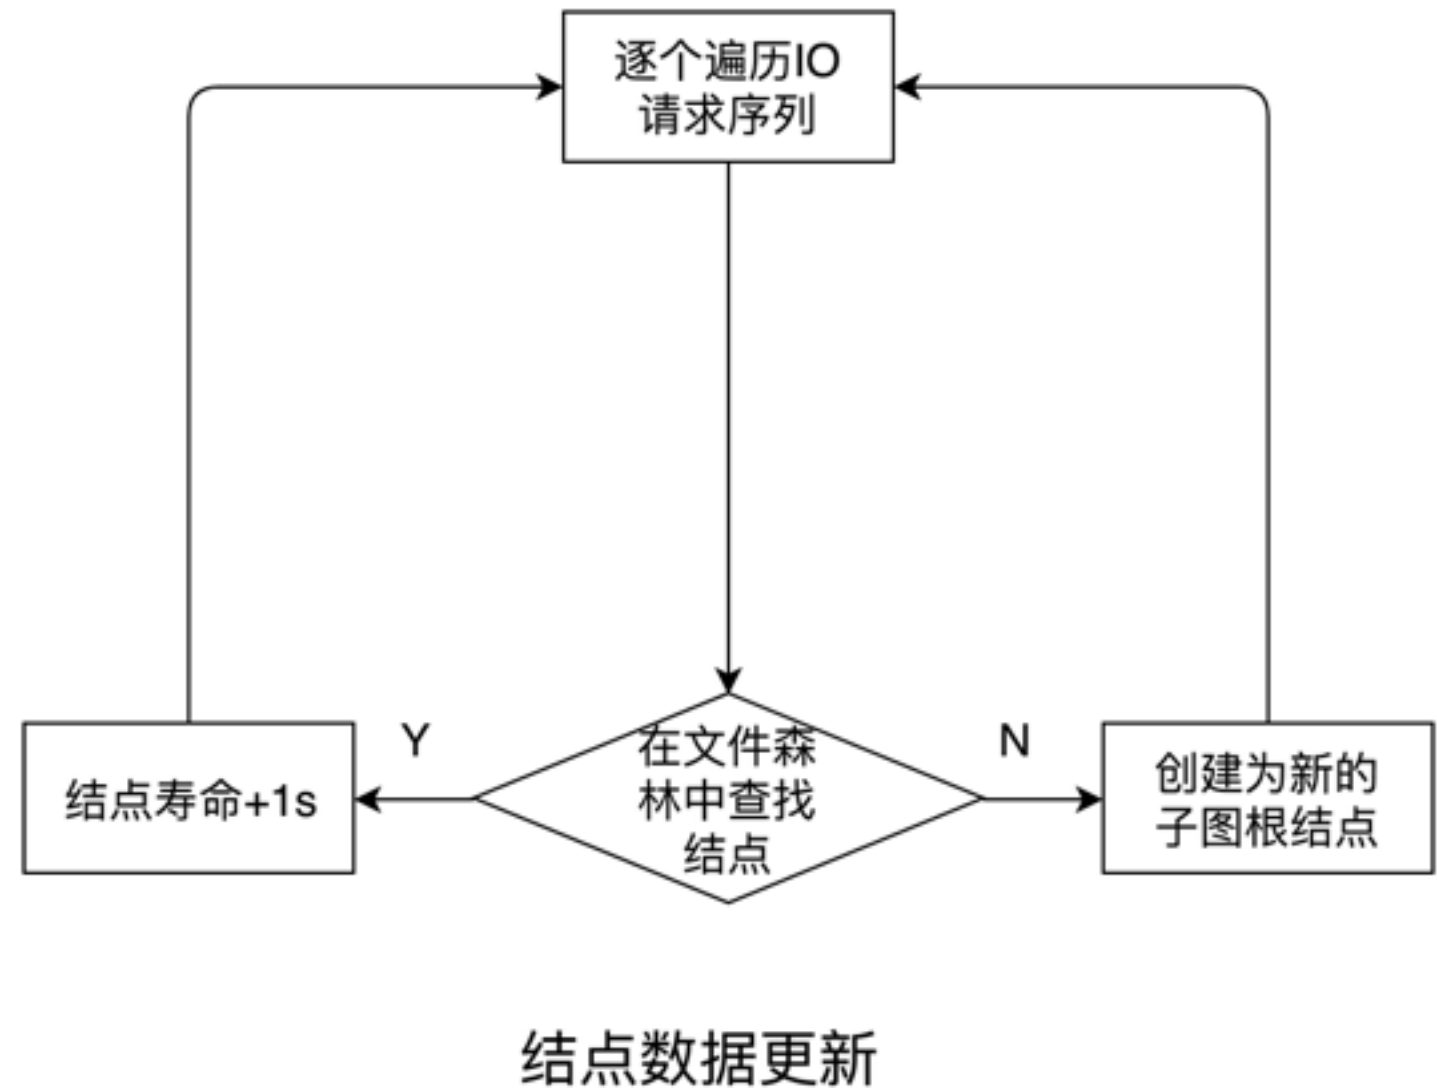 逐个遍历IO
请求序列
Y
N
在文件森
林中查找
结点
结点寿命+1s
创建为新的
子图根结点
结点数据更新